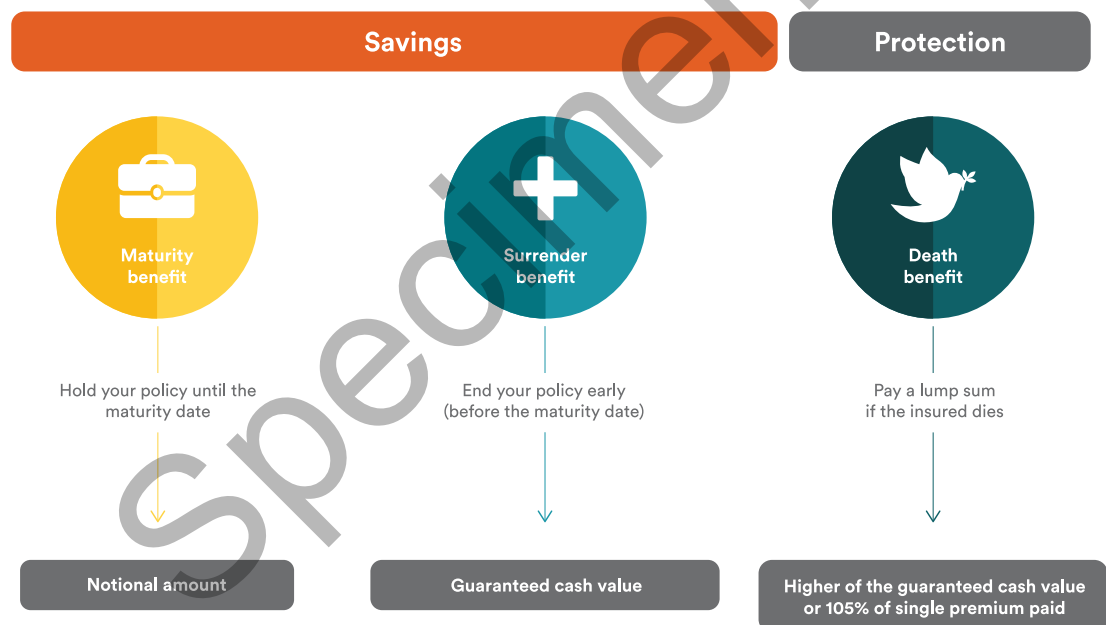 Savings
Protection
Maturity
benefit
Surrender
benefit
Death
benefit
Hold your policy until the
maturity date
End your policy early
(before the maturity date)
Pay a lump sum
if the insured dies
Notional amount
Guaranteed cash value
Higher of the guaranteed cash value
or 105% of single premium paid
Specimen